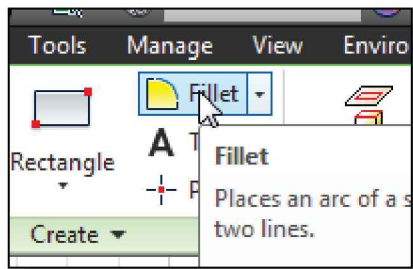 Tools Manage View Enviro
Fillet
Rectangle
Fillet
Places an arc of a
two lines.
Create